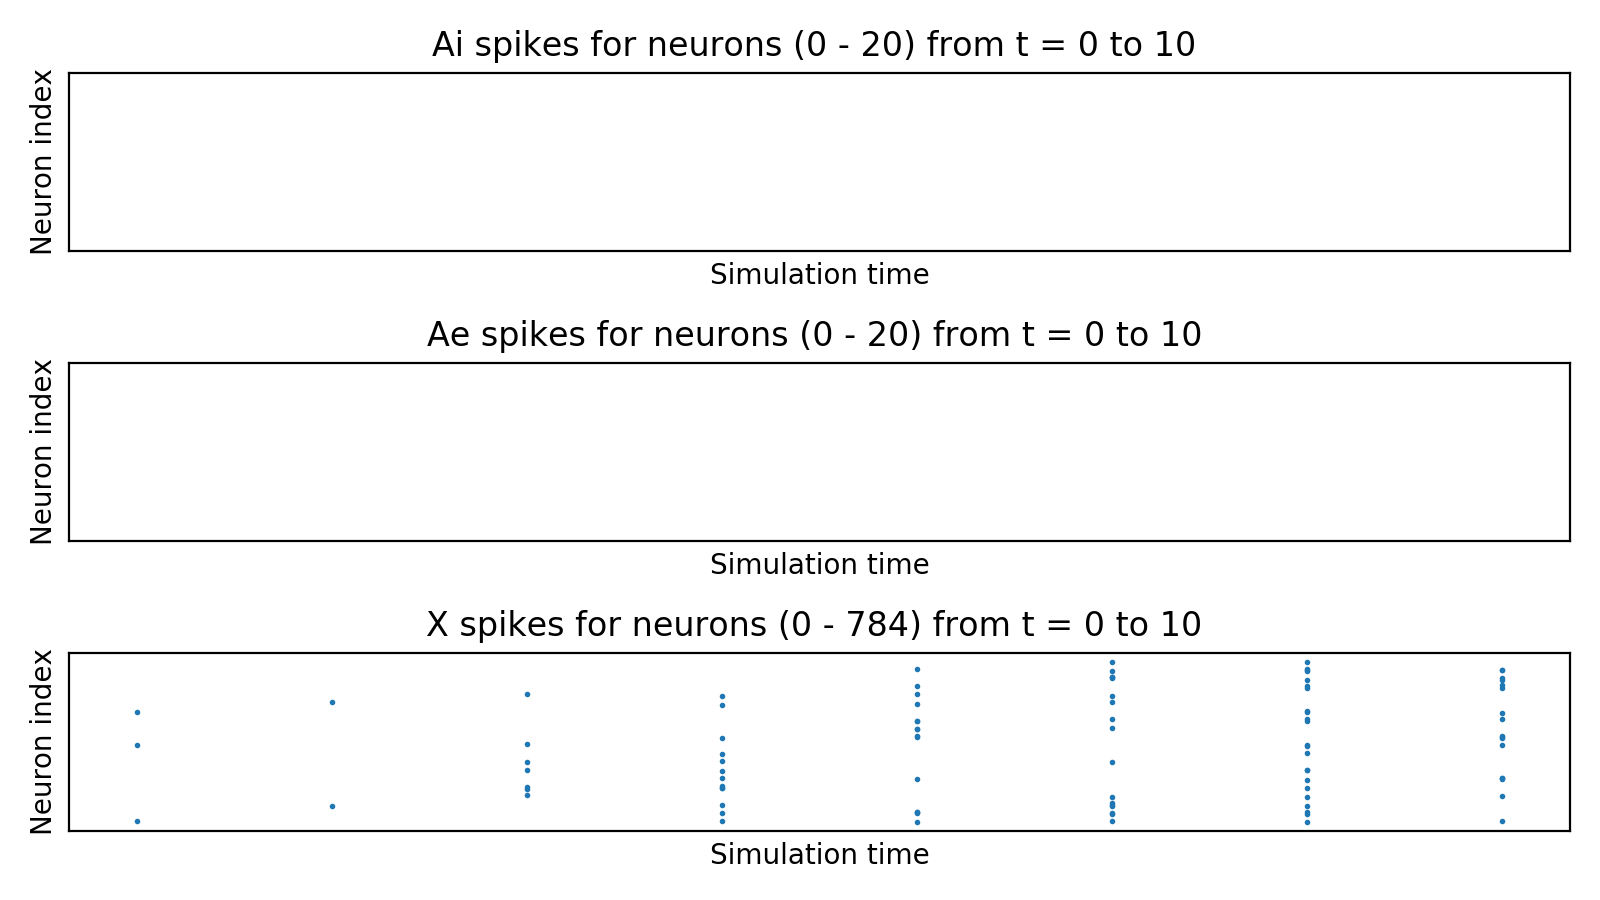 Ai spikes for neurons (0 - 20) from t = 0 to 10
Neuron index
Simulation time
Ae spikes for neurons (0 - 20) from t = 0 to 10
Neuron index
Simulation time
X spikes for neurons (0 - 784) from t = 0 to 10
Neuron index
Simulation time